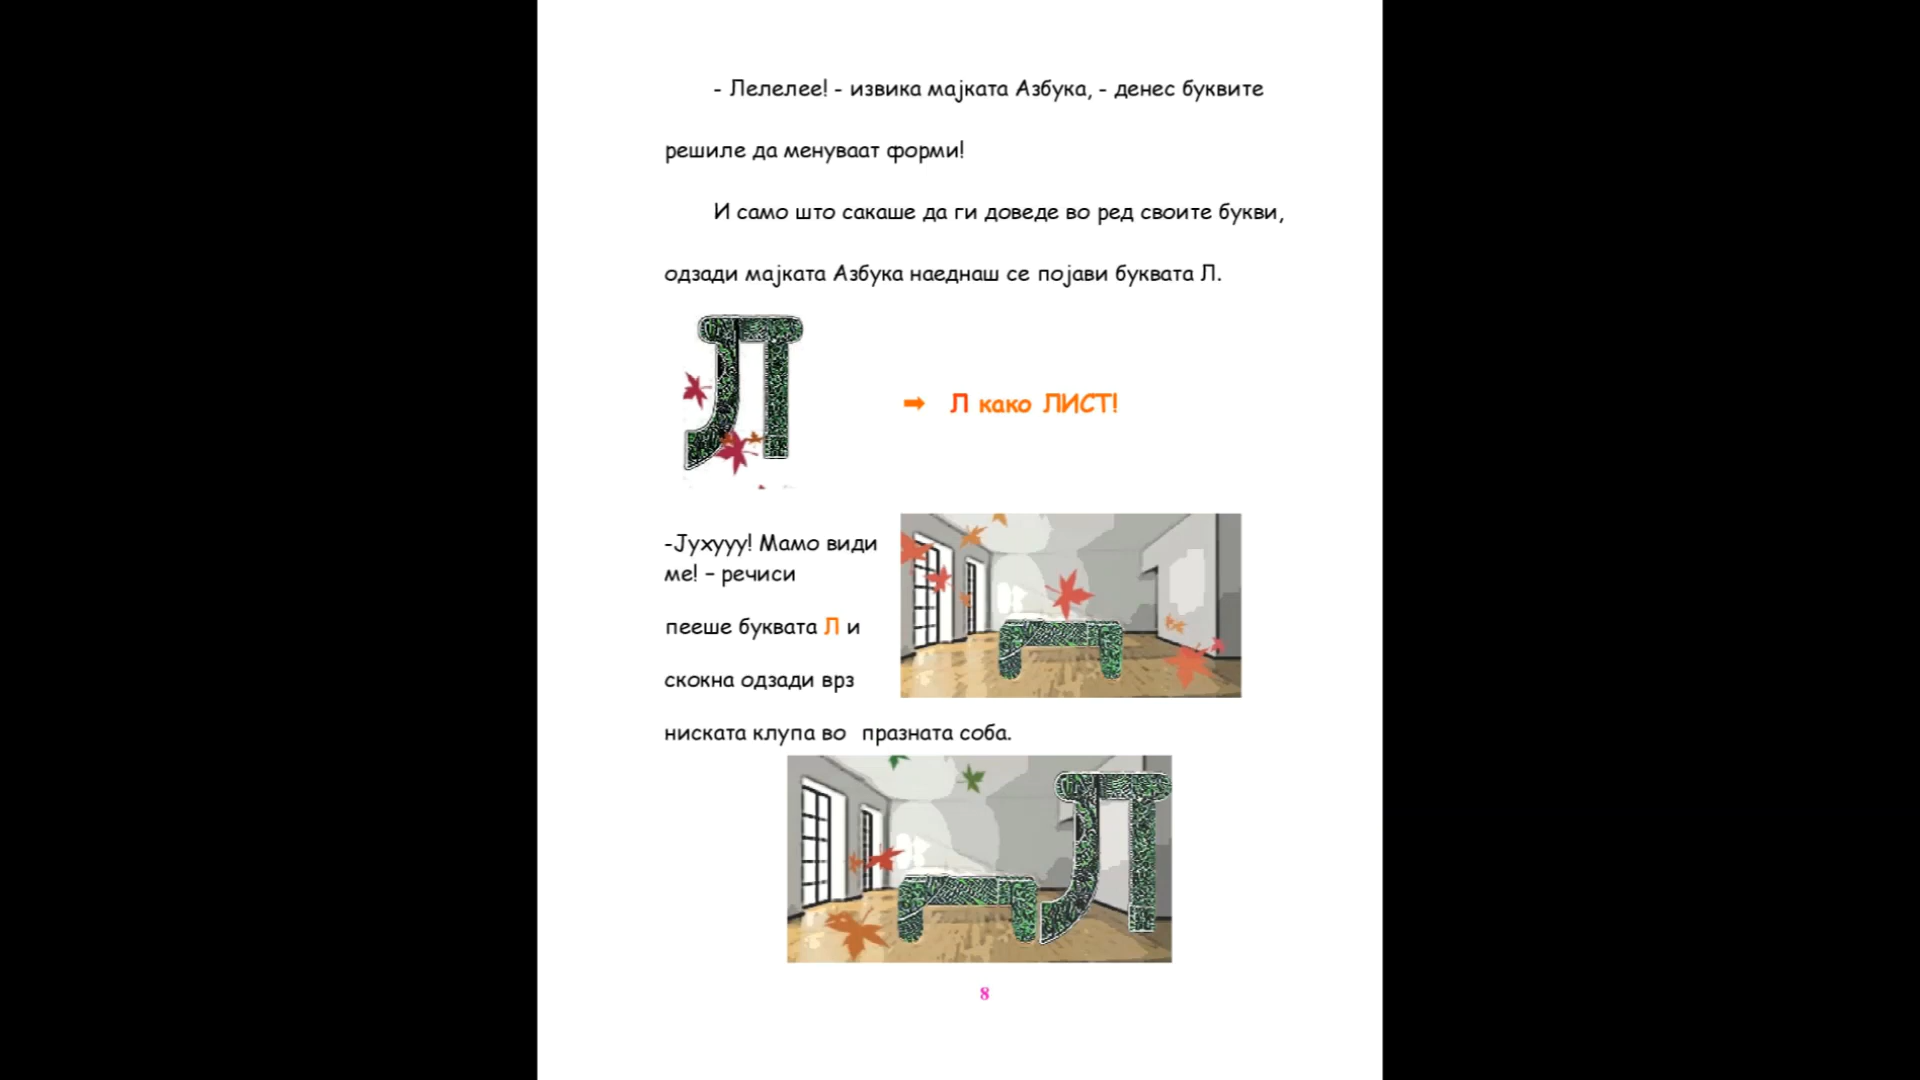 - Лелелее! - извика мајката Азбука, - денес буквите
решиле да менуваат форми!
И само што сакаше да ги доведе во ред своите букви,
одзади мајката Азбука наеднаш се појави буквата Л.
Л
➡ Л како ЛИСТ!
-Јухууу! Мамо види
ме! – речиси
пееше буквата Л и
скокна одзади врз
ниската клупа во празната соба.
Л
8